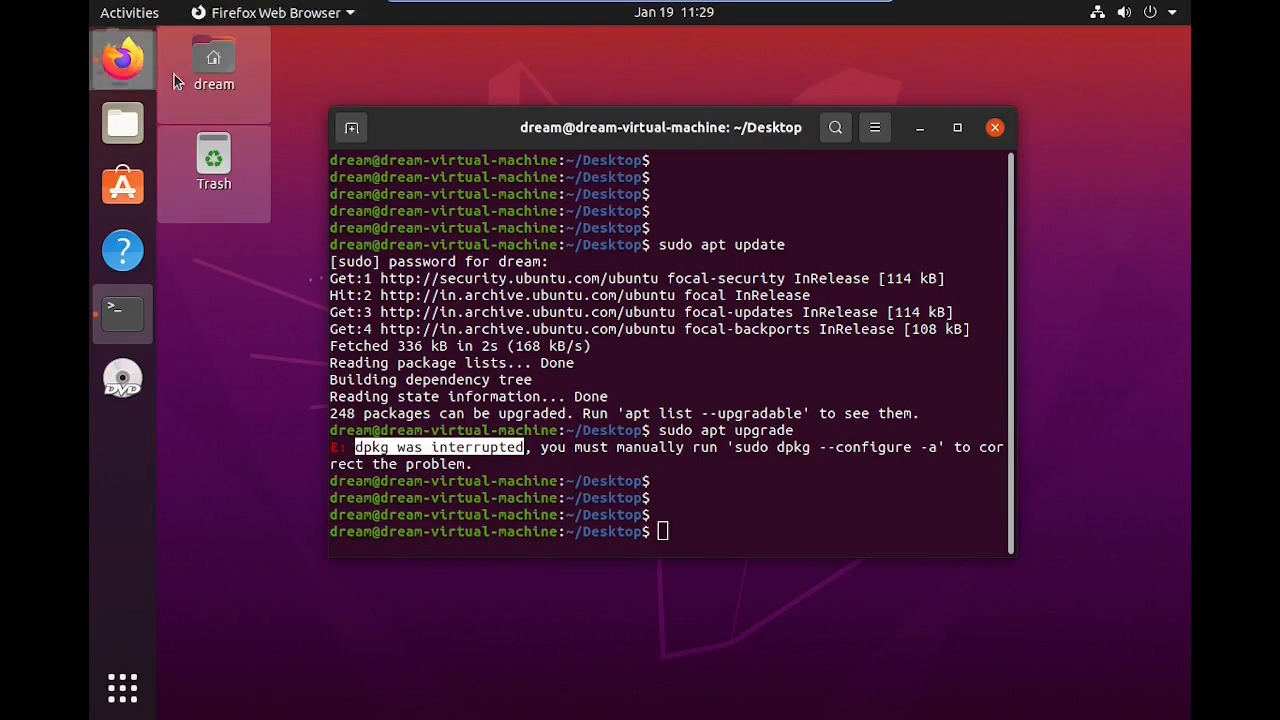 Activities
Firefox Web Browser
Jan 19 11:29
dream
Trash
DVD
dream@dream-virtual-machine: ~/Desktop
dream@dream-virtual-machine:~/Desktop$
dream@dream-virtual-machine:~/Desktop$
dream@dream-virtual-machine:~/Desktop$
dream@dream-virtual-machine:~/Desktop$
dream@dream-virtual-machine:~/Desktop$
dream@dream-virtual-machine:~/Desktop$ sudo apt update
[sudo] password for dream:
Get:1 http://security.ubuntu.com/ubuntu focal-security InRelease [114 kB]
Hit:2 http://in.archive.ubuntu.com/ubuntu focal InRelease
Get:3 http://in.archive.ubuntu.com/ubuntu focal-updates InRelease [114 kB]
Get:4 http://in.archive.ubuntu.com/ubuntu focal-backports InRelease [108 kB]
Fetched 336 kB in 2s (168 kB/s)
Reading package lists... Done
Building dependency tree
Reading state information... Done
248 packages can be upgraded. Run 'apt list --upgradable' to see them.
dream@dream-virtual-machine:~/Desktop$ sudo apt upgrade
E: dpkg was interrupted, you must manually run 'sudo dpkg --configure -a' to cor
rect the problem.
dream@dream-virtual-machine:~/Desktop$
dream@dream-virtual-machine:~/Desktop$
dream@dream-virtual-machine:~/Desktop$
dream@dream-virtual-machine:~/Desktop$